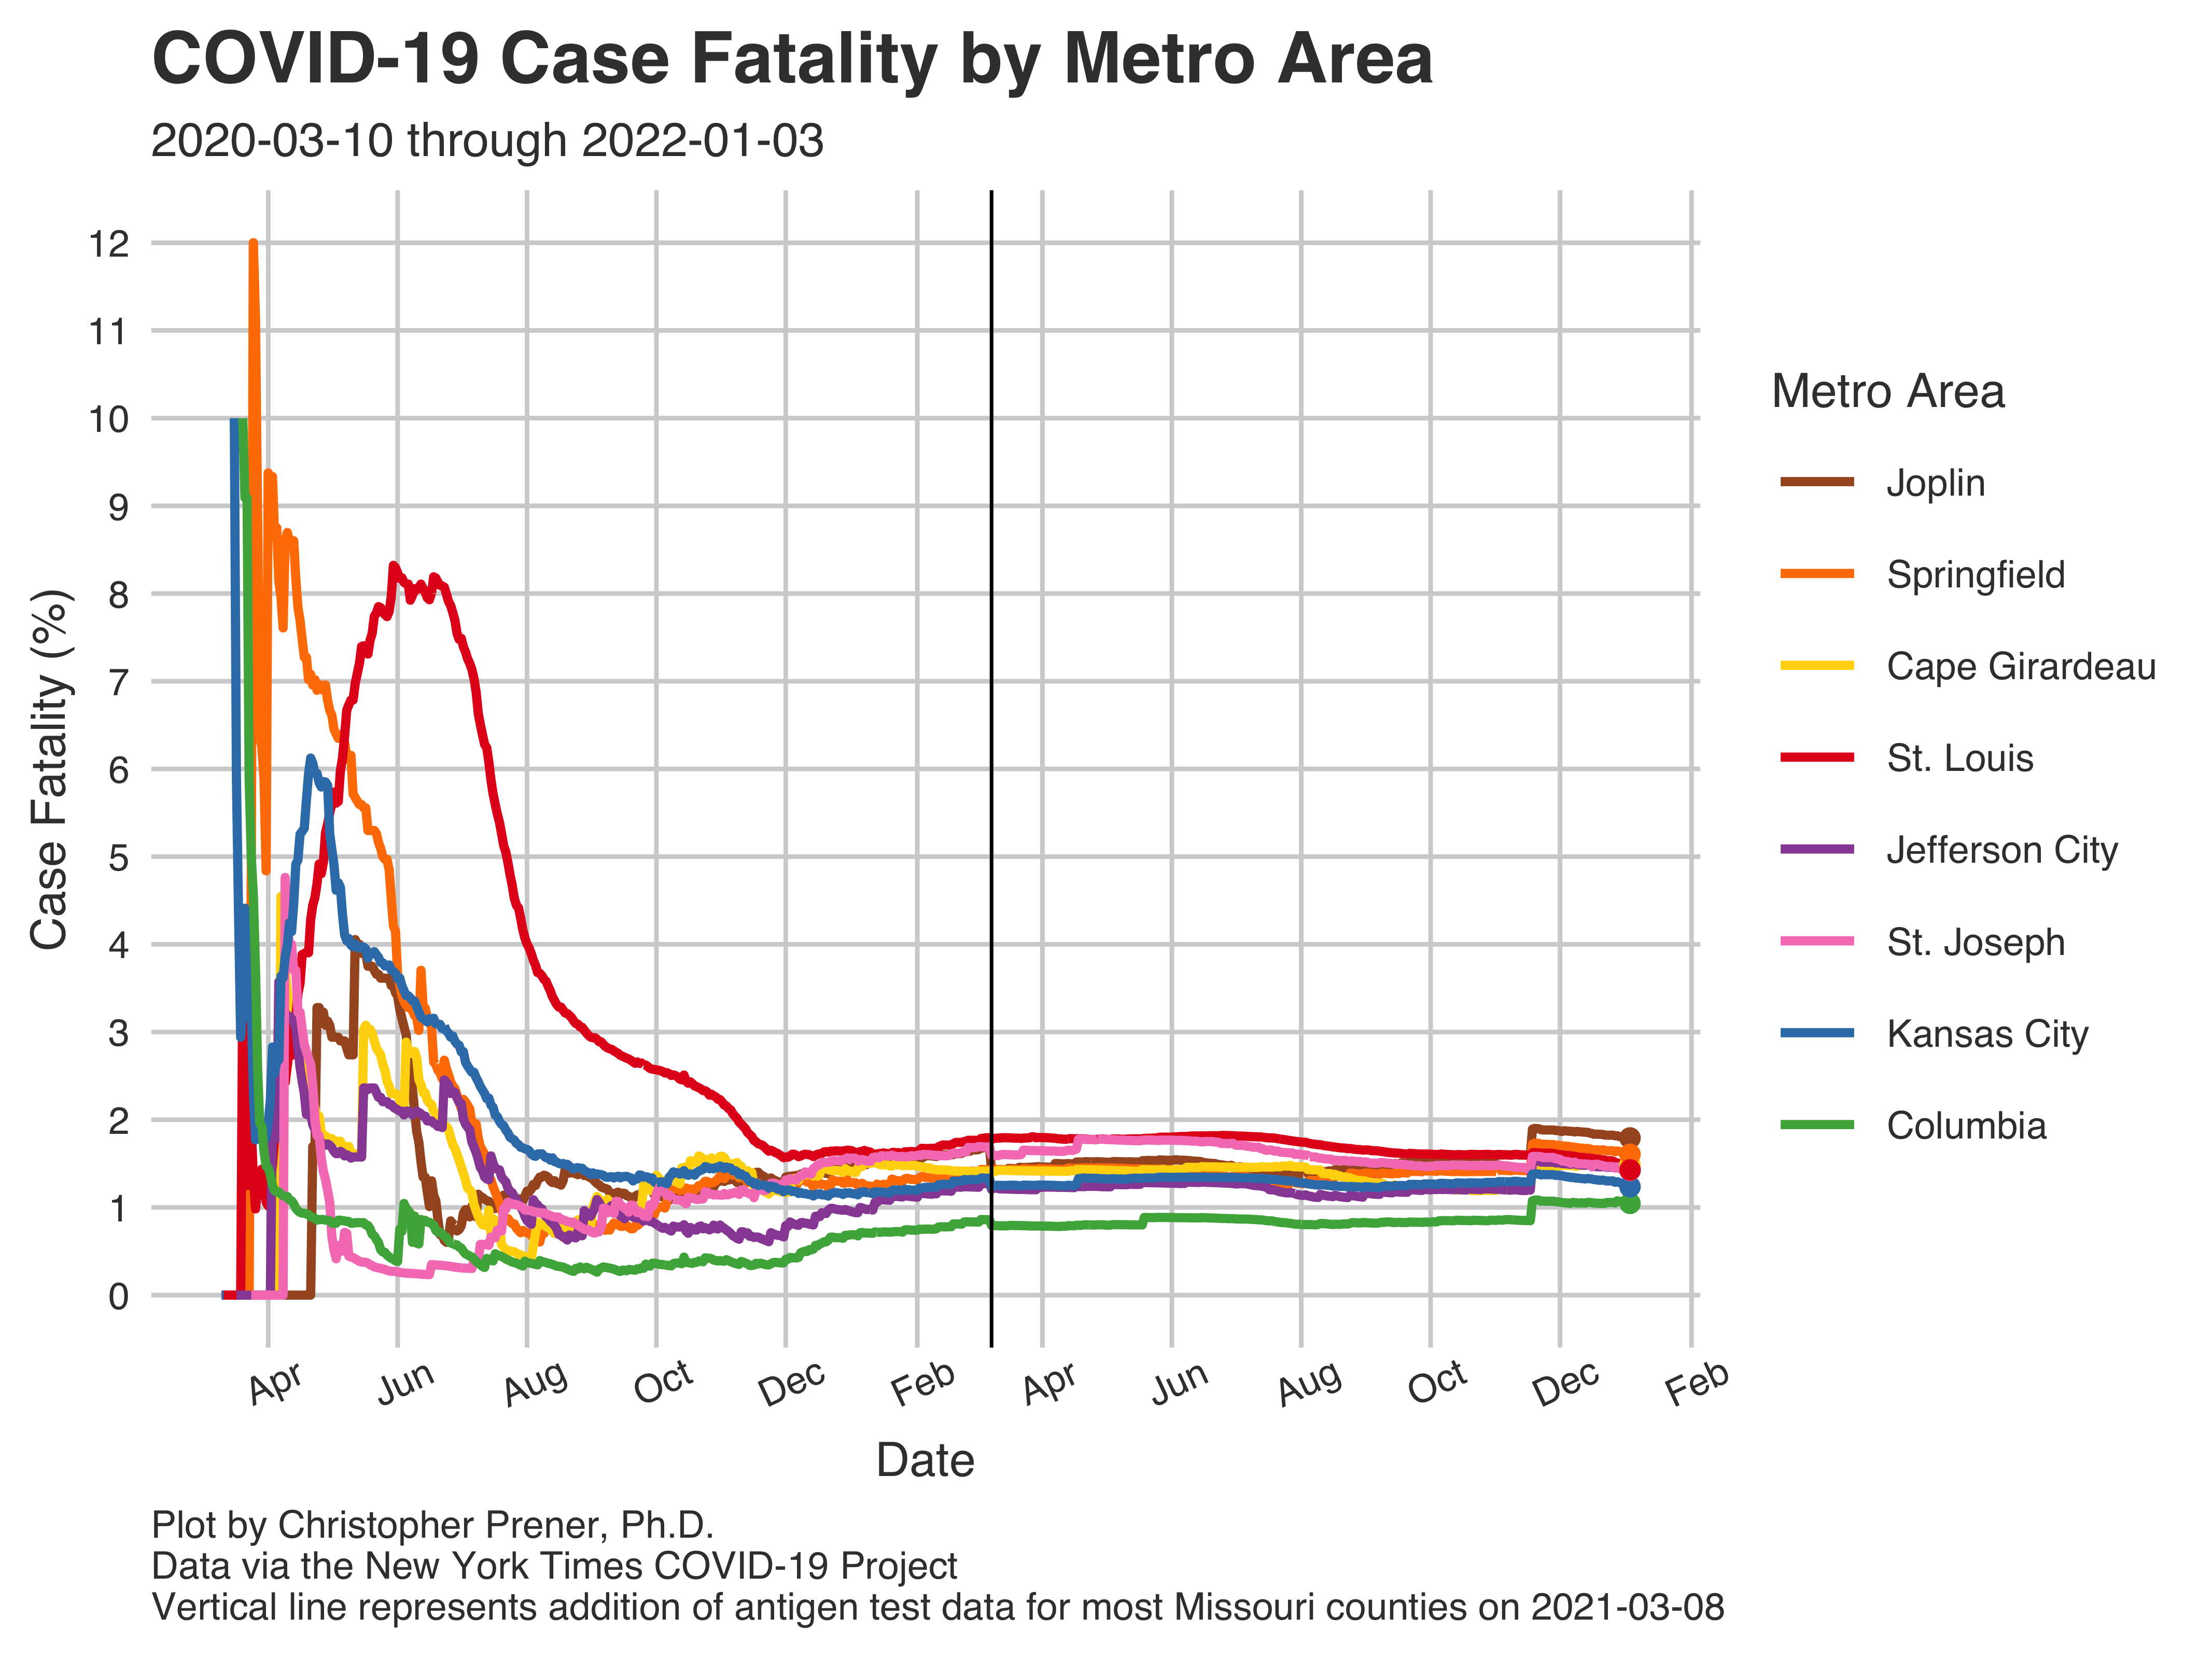 COVID-19 Case Fatality by Metro Area
2020-03-10 through 2022-01-03
Case Fatality (%)
12
11
10
9
8
7
6
5
4
3
2
1
0
Apr
Jun
Aug
Oct
Dec
Feb
Apr
Jun
Aug
Oct
Dec
Feb
Date
Metro Area
Joplin
Springfield
Cape Girardeau
St. Louis
Jefferson City
St. Joseph
Kansas City
Columbia
Plot by Christopher Prener, Ph.D.
Data via the New York Times COVID-19 Project
Vertical line represents addition of antigen test data for most Missouri counties on 2021-03-08